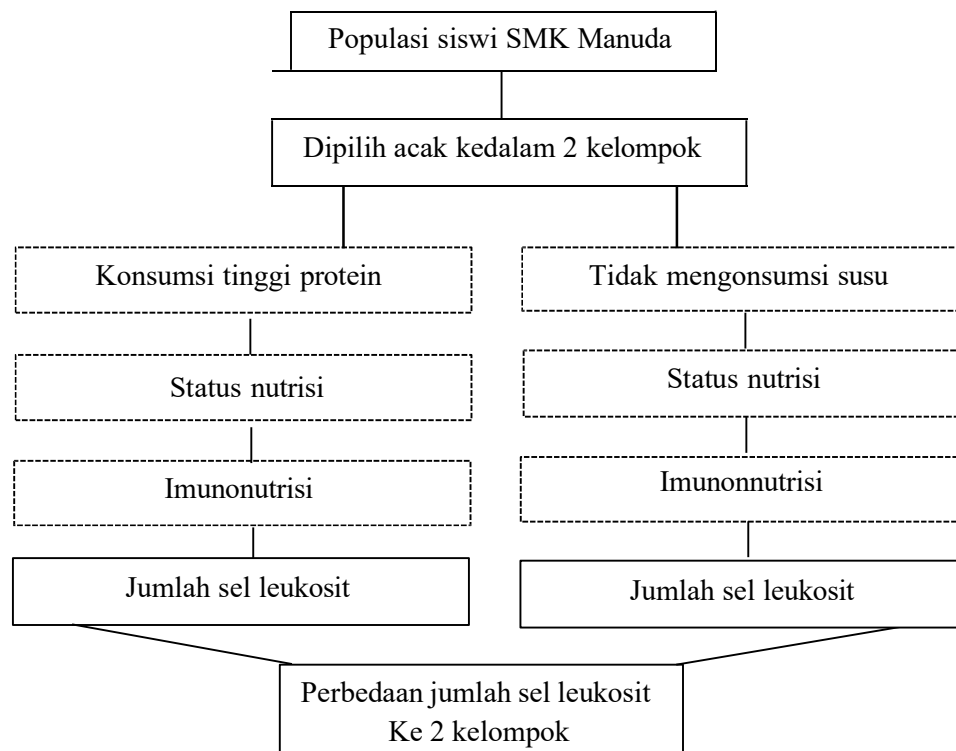 Populasi siswi SMK Manuda
Dipilih acak kedalam 2 kelompok
Konsumsi tinggi protein
Tidak mengonsumsi susu
Status nutrisi
Status nutrisi
Imunonutrisi
Imunonnutrisi
Jumlah sel leukosit
Jumlah sel leukosit
Perbedaan jumlah sel leukosit
Ke 2 kelompok